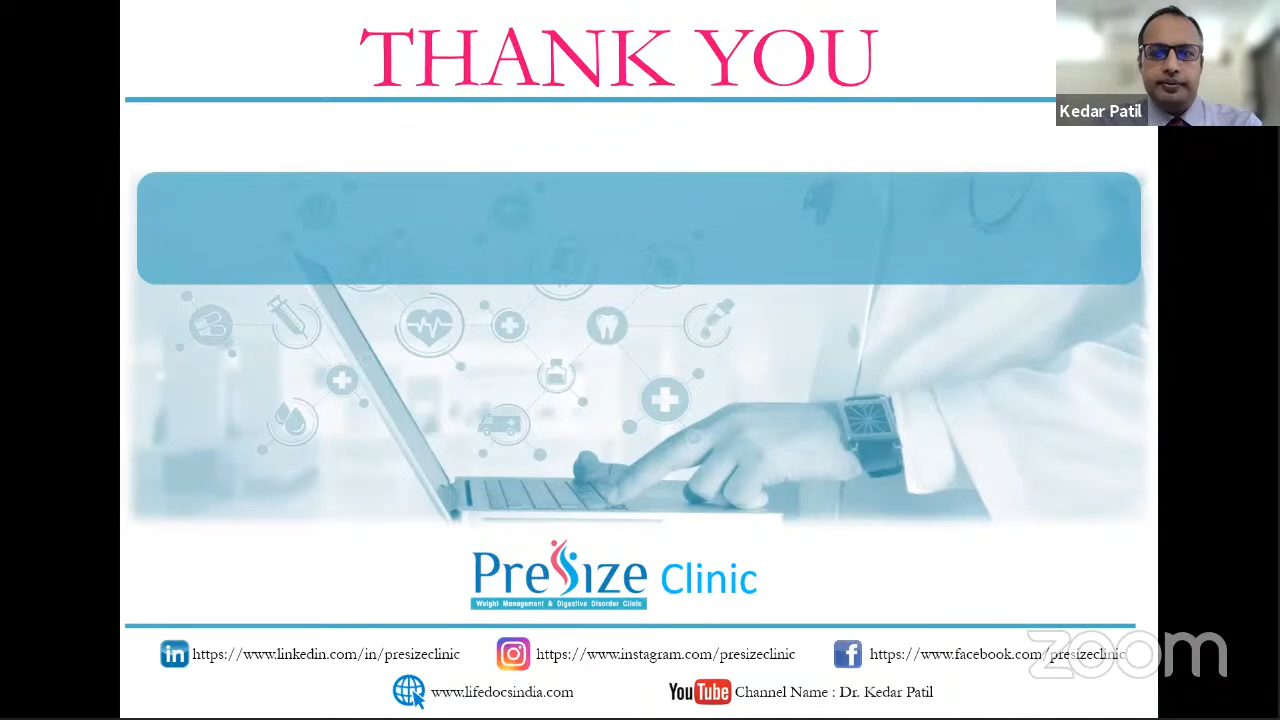 THANK YOU
Kedar Patil
PreSize Clinic
Weight Management & Digestive Disorder Clinic
in https://www.linkedin.com/in/presizeclinic
https://www.instagram.com/presizeclinic
f https://www.facebook.com/presizeclinic
zoom
www.lifedocsindia.com
YouTube Channel Name : Dr. Kedar Patil